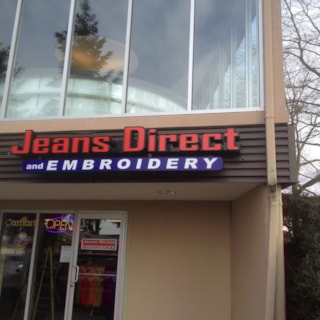 Jeans Direct
and EMBROIDERY
OPEN